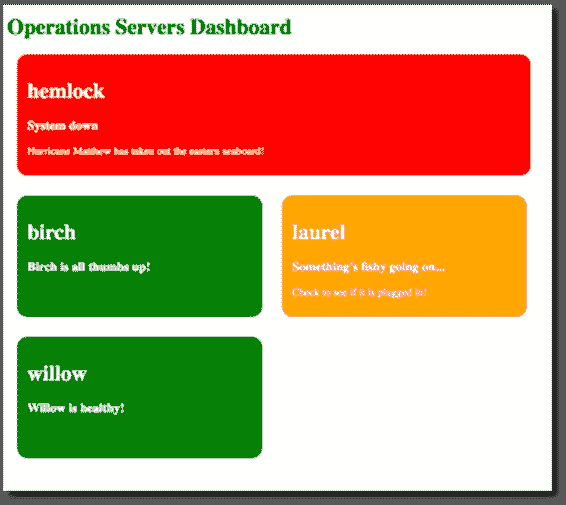 Operations Servers Dashboard
hemlock
System down
Hurricane Matthew has taken out the eastern seaboard!
birch
Birch is all thumbs up!
laurel
Something's fishy going on...
Check to see if it is plugged in!
willow
Willow is healthy!